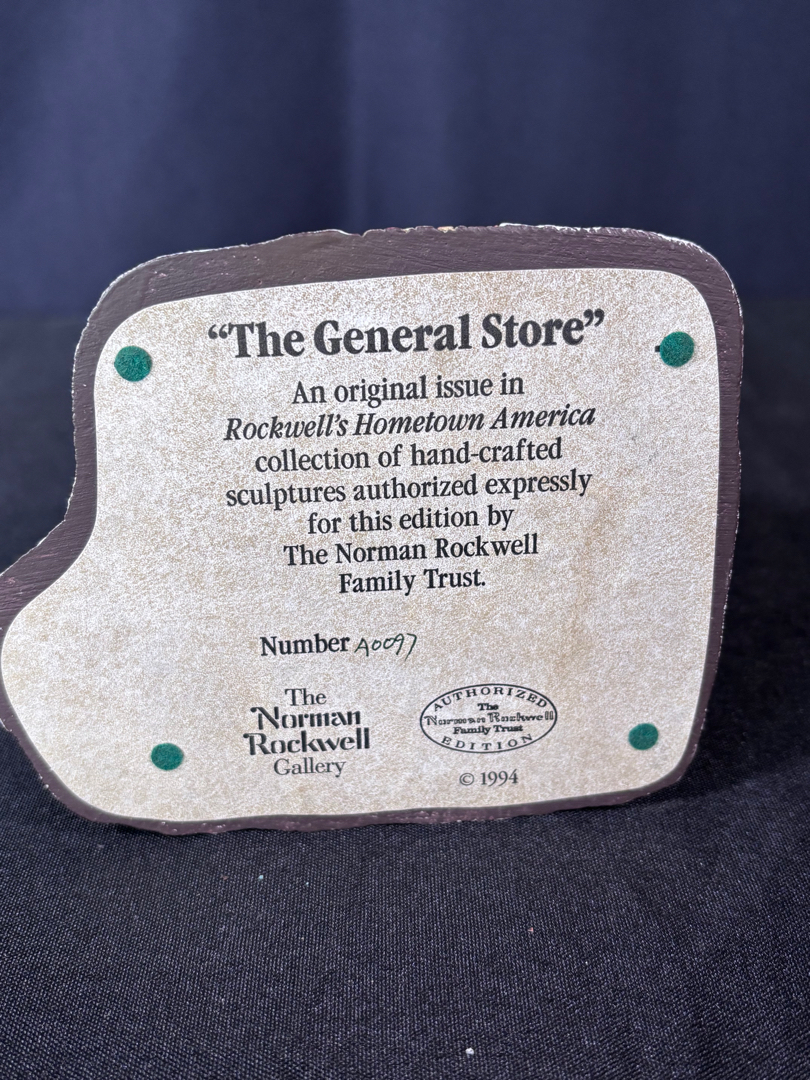 “The General Store”
An original issue in
Rockwell's Hometown America
collection of hand-crafted
sculptures authorized expressly
for this edition by
The Norman Rockwell
Family Trust.
Number A0097
The
Norman
Rockwell
Gallery
AUTHORIZED
The
Norman Rockwell
Family Trust
EDITION
© 1994